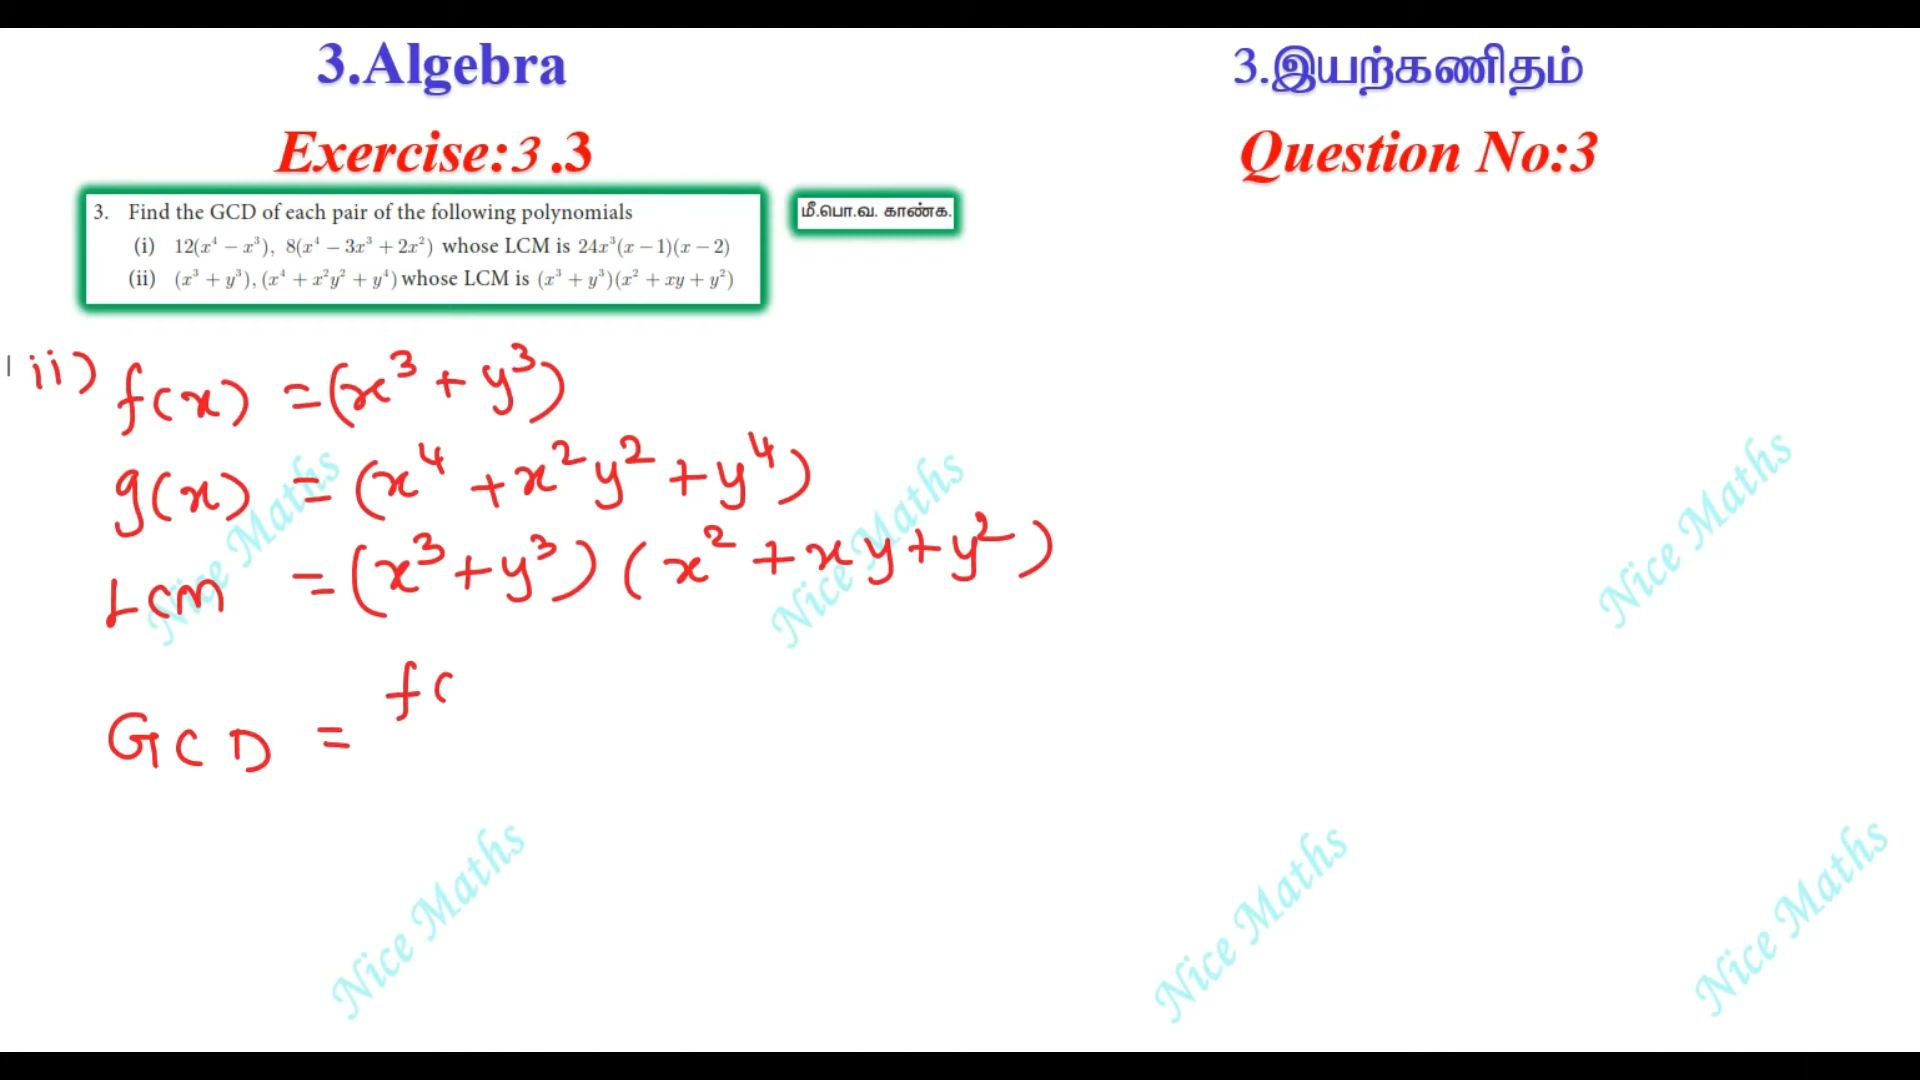 3.Algebra
3.இயற்கணிதம்
Exercise:3.3
Question No:3
3. Find the GCD of each pair of the following polynomials
(i) 12(x⁴ − x³), 8(x⁴ − 3x³ + 2x²) whose LCM is 24x³(x − 1)(x − 2)
(ii) (x³ + y³), (x⁴ + x²y² + y⁴) whose LCM is (x³ + y³)(x² + xy + y²)
மீ.பொ.வ. காண்க.
ii) f(x) = (x³ + y³)
g(x) = (x⁴ + x²y² + y⁴)
LCM = (x³ + y³) (x² + xy + y²)
GCD = f(
Nice Maths
Nice Maths
Nice Maths
Nice Maths
Nice Maths
Nice Maths